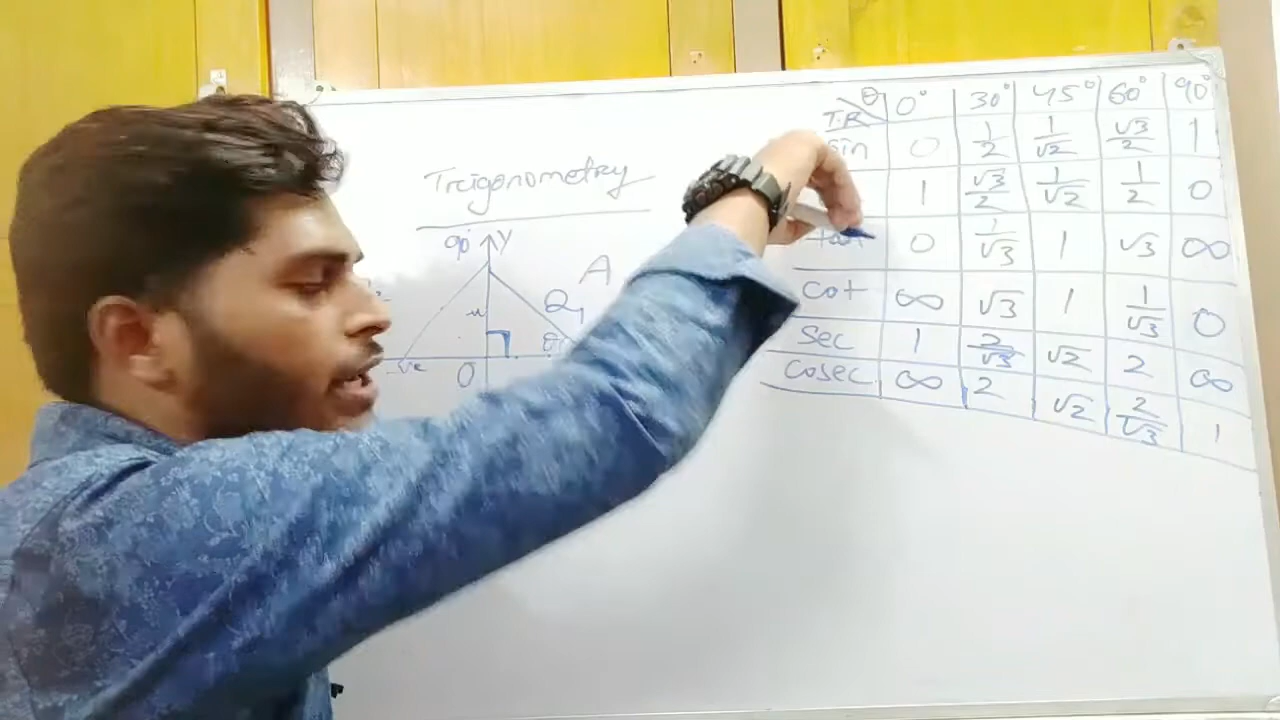 Trigonometry
90° Y
A
Q1
θ
O
θ 0° 30° 45° 60° 90°
T.R
sin 0 1/2 1/√2 √3/2 1
1 √3/2 1/√2 1/2 0
tan 0 1/√3 1 √3 ∞
cot ∞ √3 1 1/√3 0
sec 1 2/√3 √2 2 ∞
cosec ∞ 2 √2 2/√3 1